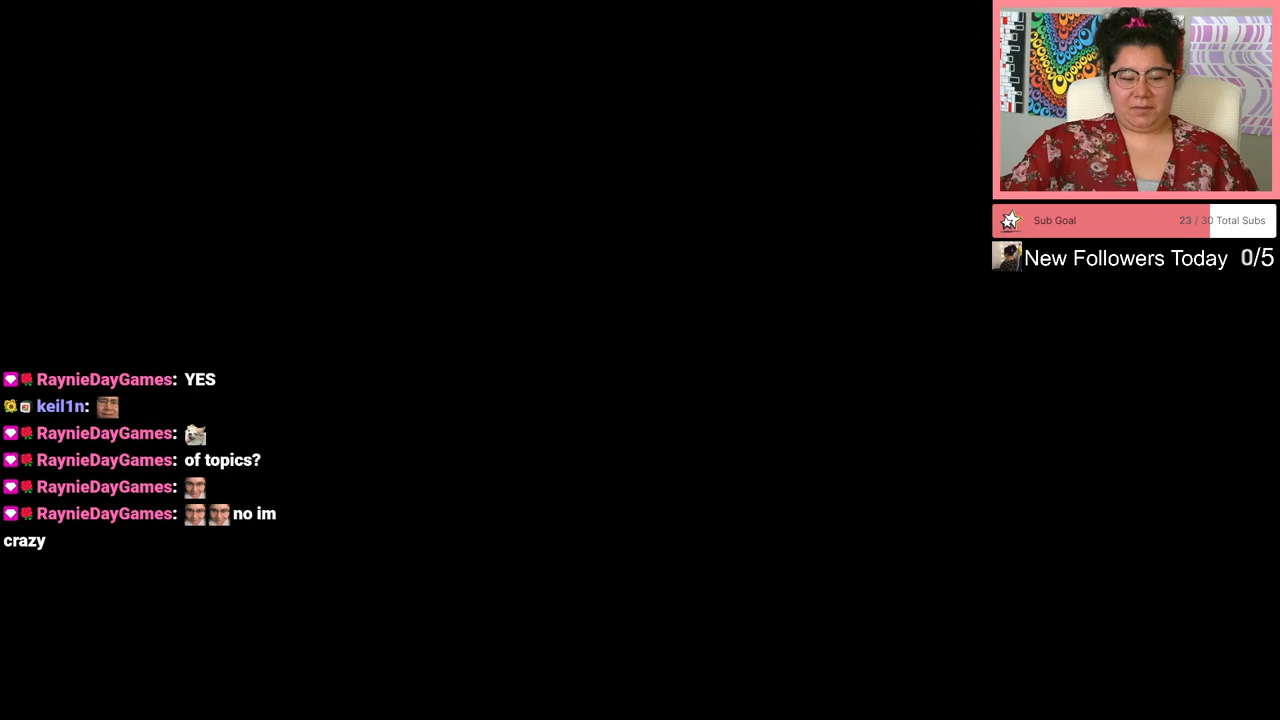 Sub Goal 23 / 30 Total Subs
New Followers Today 0/5
RaynieDayGames: YES
keil1n:
RaynieDayGames:
RaynieDayGames: of topics?
RaynieDayGames:
RaynieDayGames: no im
crazy